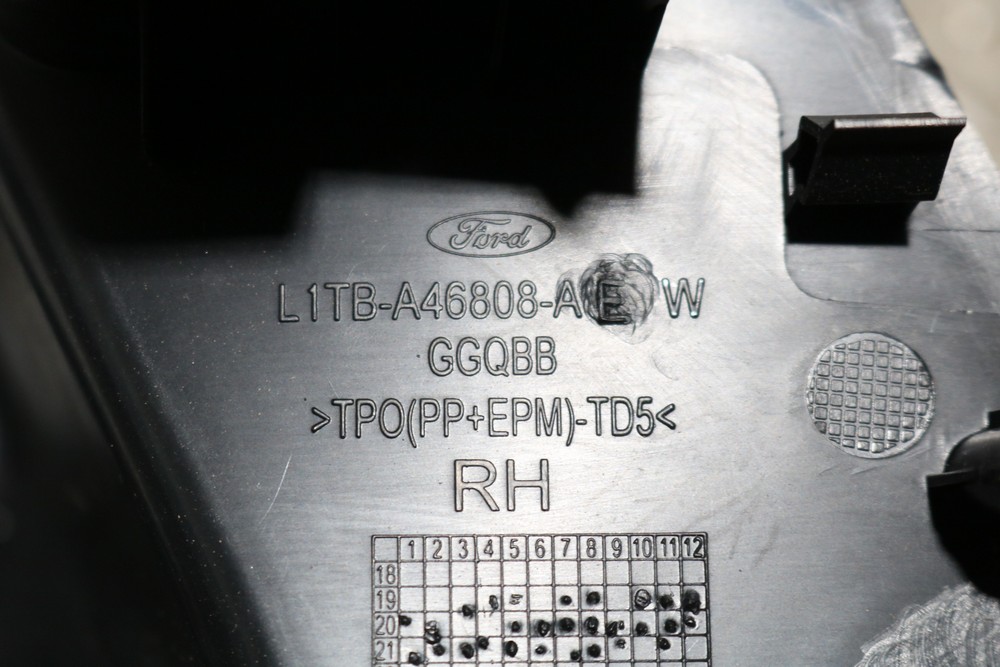 Ford
L1TB-A46808-AE W
GGQBB
>TPO(PP+EPM)-TD5<
RH
1 2 3 4 5 6 7 8 9 10 11 12
18
19
20
21